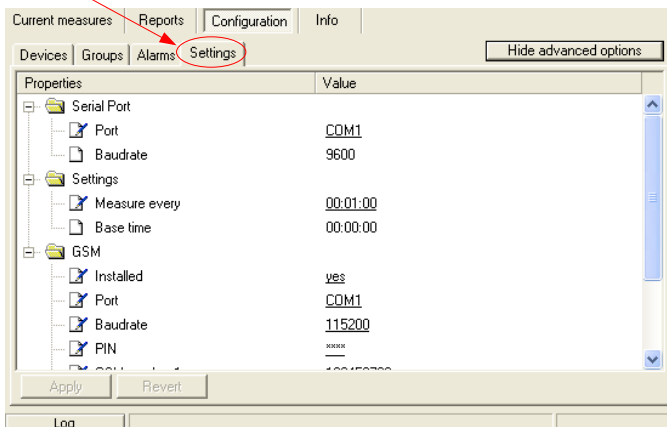 Current measures Reports Configuration Info
Devices Groups Alarms Settings Hide advanced options
Properties Value
Serial Port
Port COM1
Baudrate 9600
Settings
Measure every 00:01:00
Base time 00:00:00
GSM
Installed yes
Port COM1
Baudrate 115200
PIN ****
Apply Revert
Log